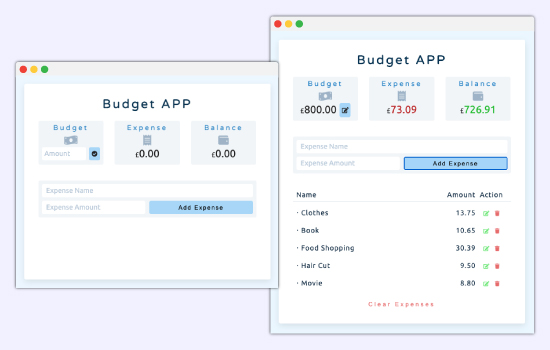 Budget APP
Budget Expense Balance
Amount £0.00 £0.00
Expense Name
Expense Amount Add Expense
Budget APP
Budget Expense Balance
£800.00 £73.09 £726.91
Expense Name
Expense Amount Add Expense
Name Amount Action
· Clothes 13.75
· Book 10.65
· Food Shopping 30.39
· Hair Cut 9.50
· Movie 8.80
Clear Expenses